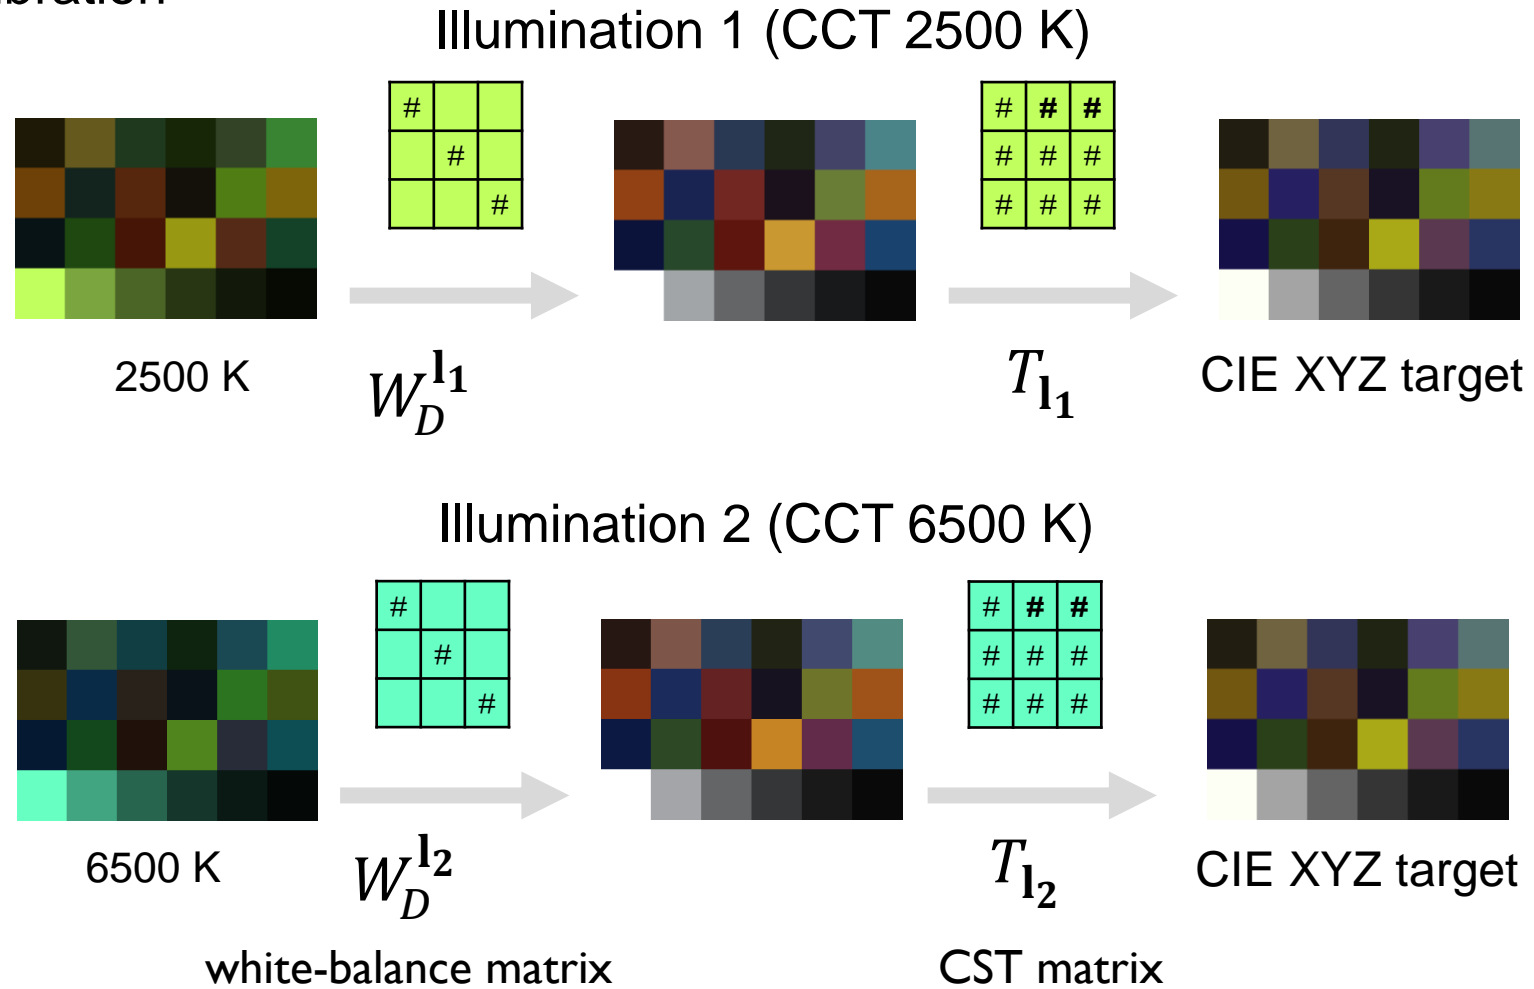 Illumination 1 (CCT 2500 K)
#
# # #
#
# # #
#
# # #
2500 K
W_D^{l_1}
T_{l_1}
CIE XYZ target
Illumination 2 (CCT 6500 K)
#
# # #
#
# # #
#
# # #
6500 K
W_D^{l_2}
T_{l_2}
CIE XYZ target
white-balance matrix
CST matrix